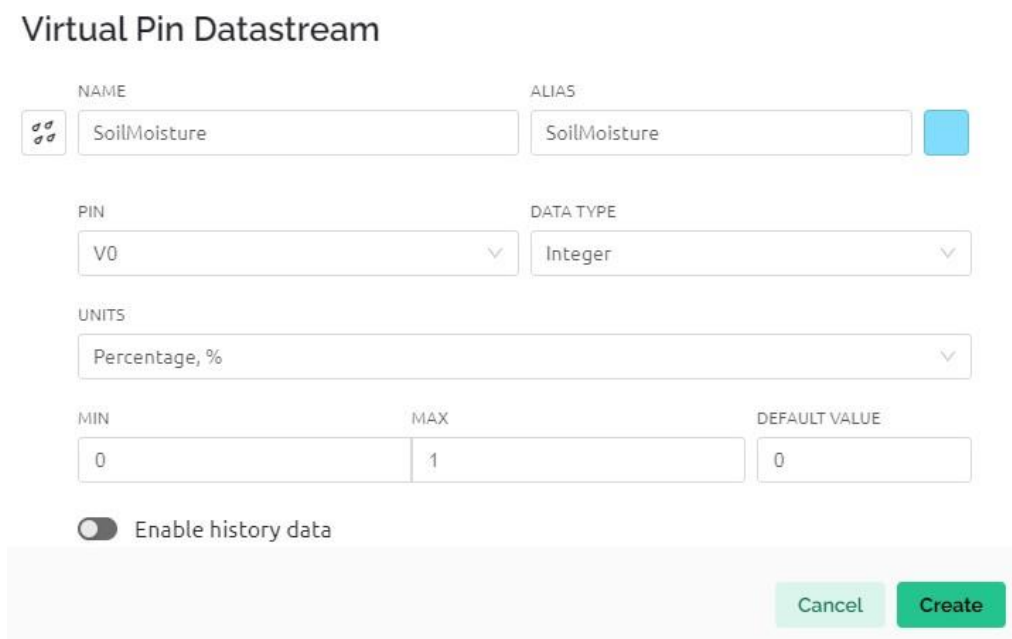 Virtual Pin Datastream
NAME ALIAS
SoilMoisture SoilMoisture
PIN DATA TYPE
V0 Integer
UNITS
Percentage, %
MIN MAX DEFAULT VALUE
0 1 0
Enable history data
Cancel Create